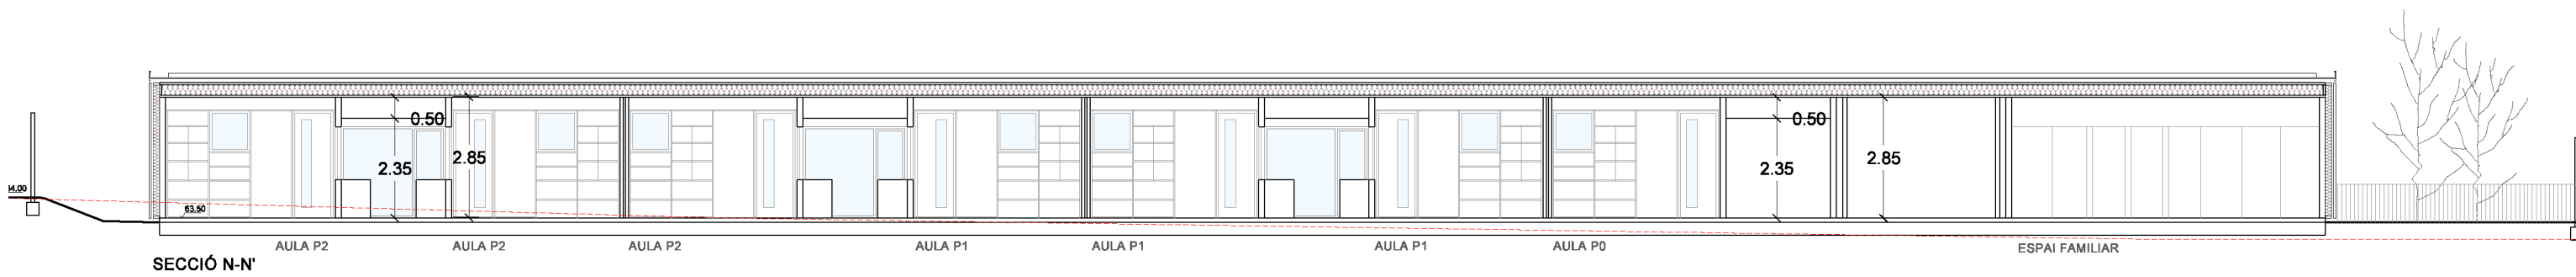 0.50
0.50
2.35
2.85
2.35
2.85
4.00
63.50
AULA P2
AULA P2
AULA P2
AULA P1
AULA P1
AULA P1
AULA P0
ESPAI FAMILIAR
SECCIÓ N-N'